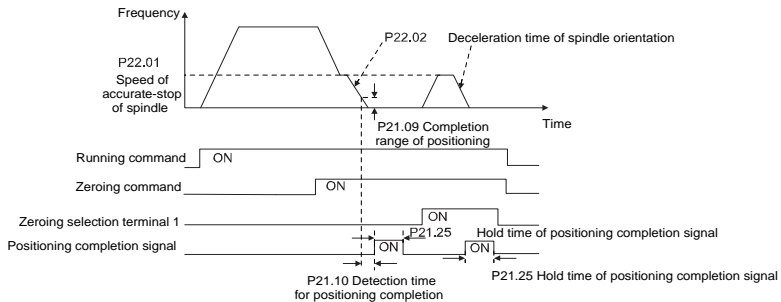 Frequency
P22.02
Deceleration time of spindle orientation
P22.01
Speed of
accurate-stop
of spindle
Time
P21.09 Completion
range of positioning
Running command
ON
Zeroing command
ON
Zeroing selection terminal 1
ON
P21.25
Hold time of positioning completion signal
Positioning completion signal
ON
ON
P21.10 Detection time
for positioning completion
P21.25 Hold time of positioning completion signal